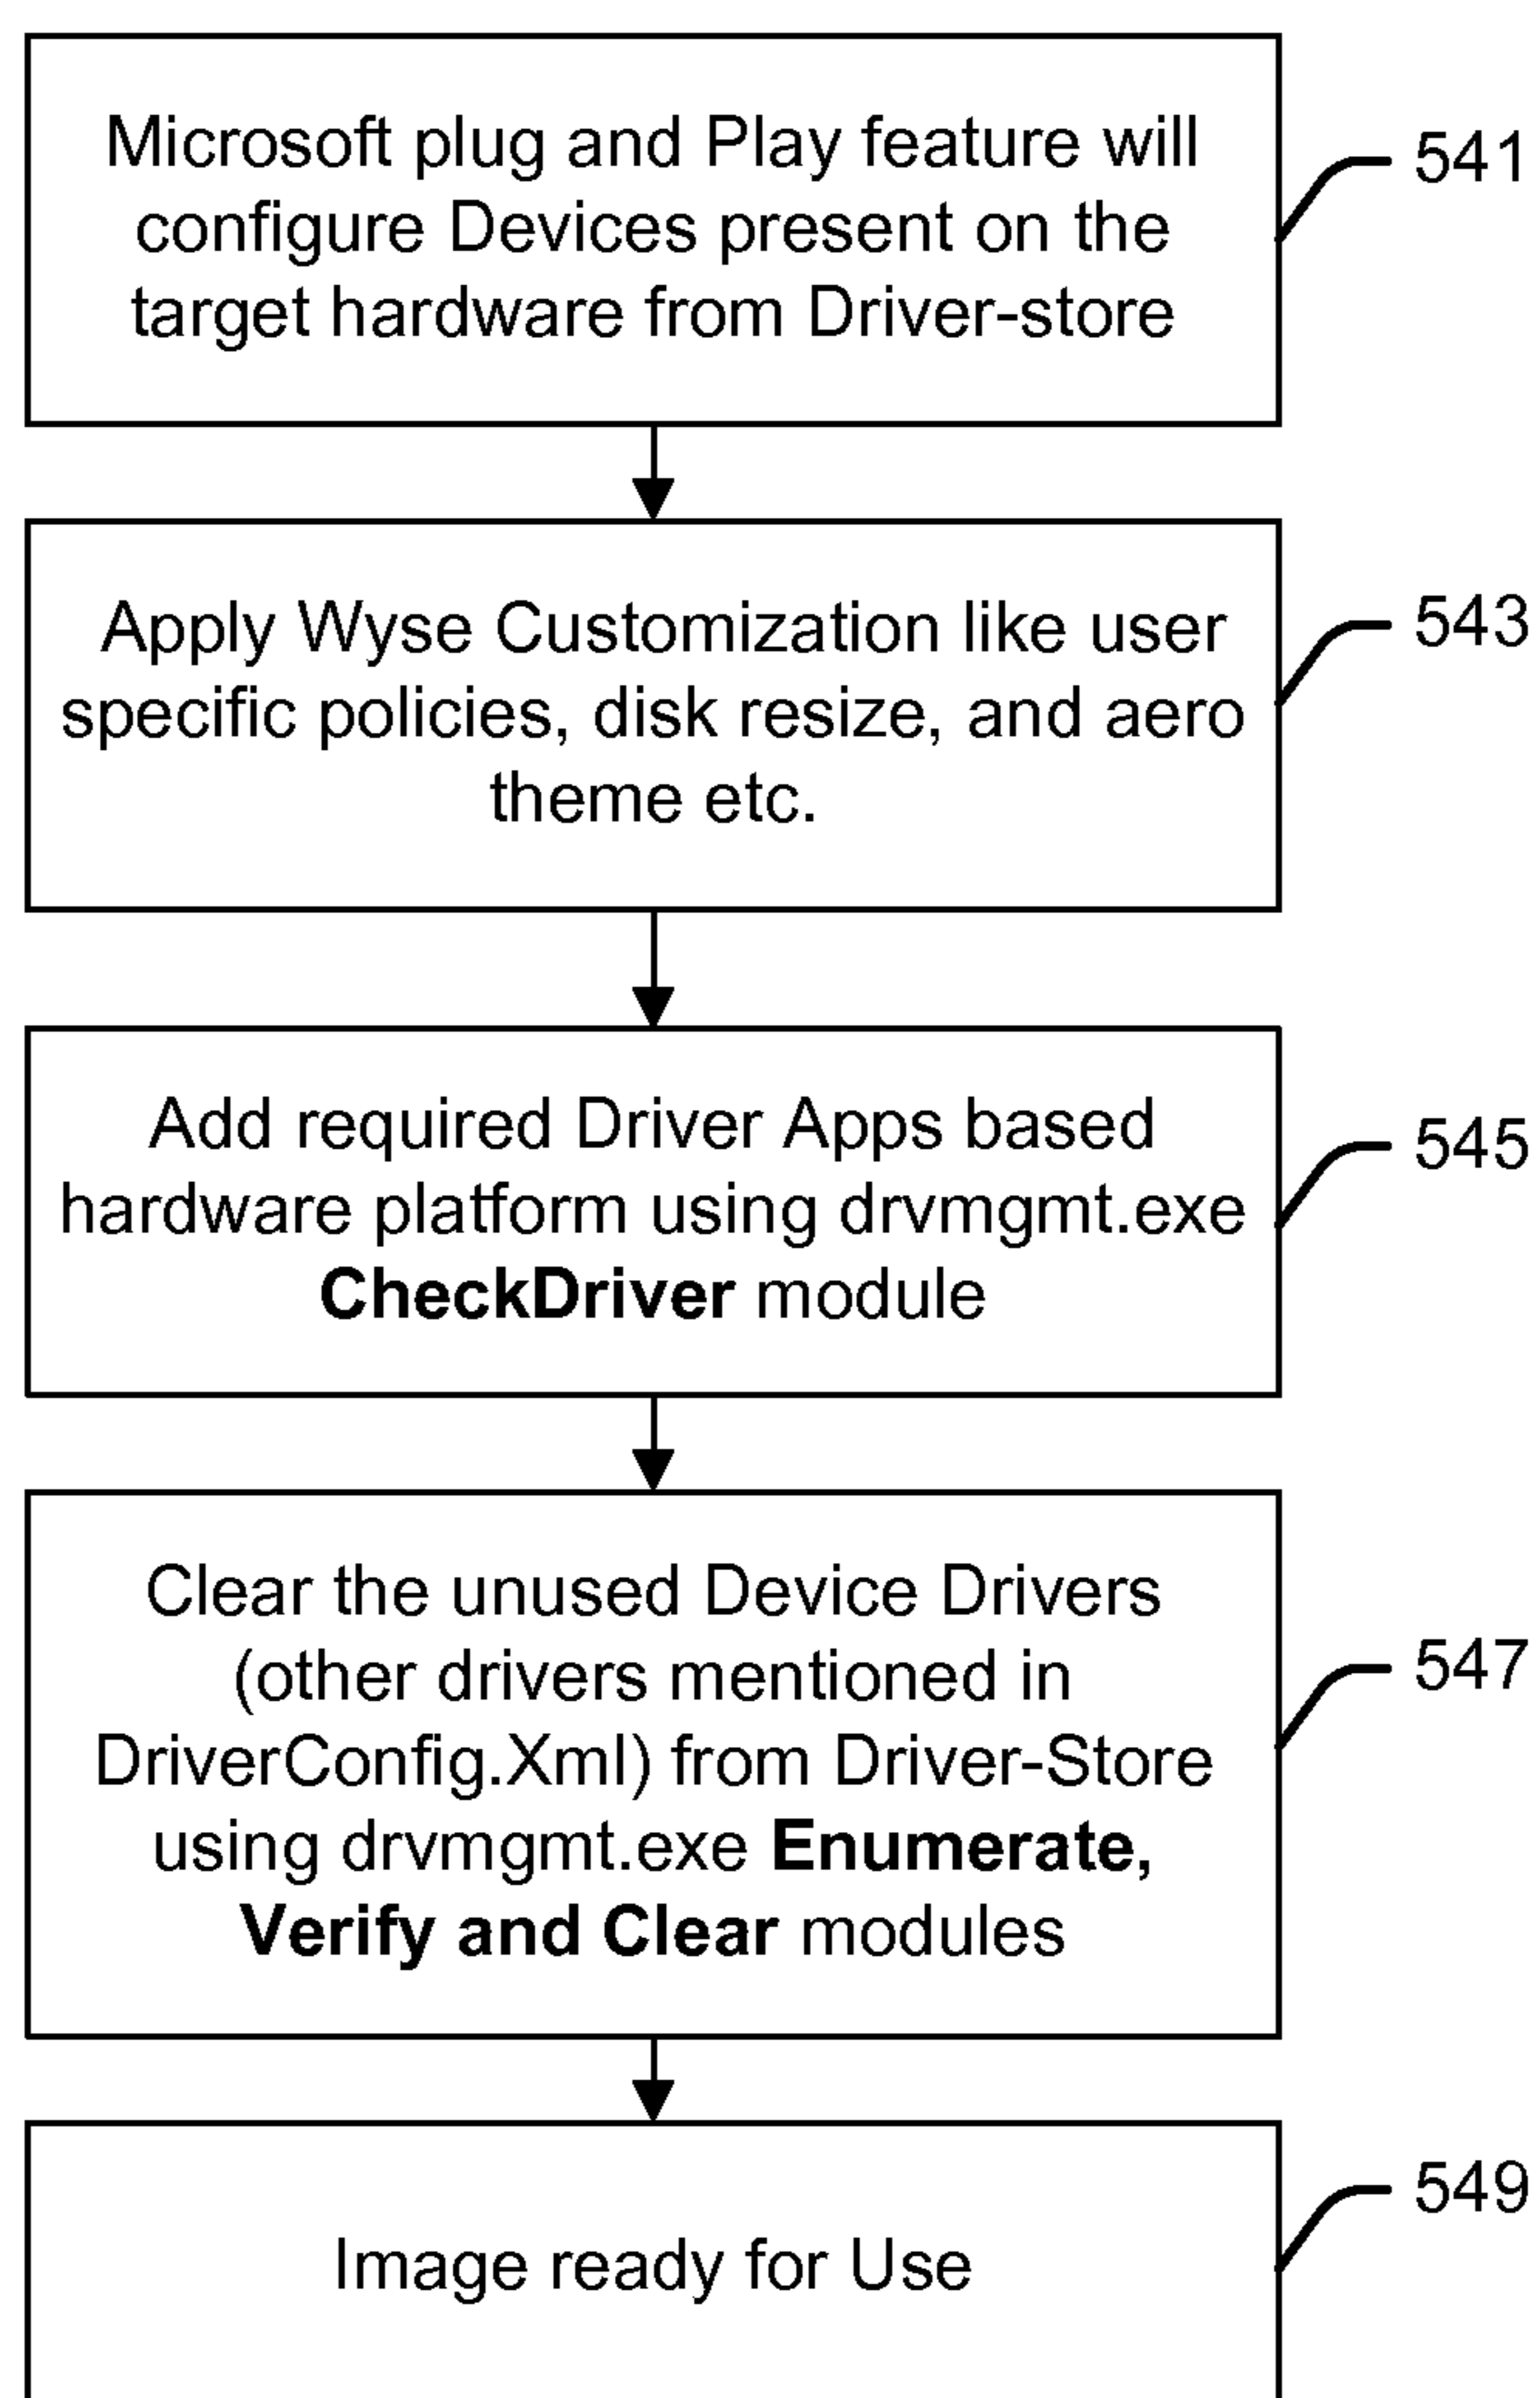 Microsoft plug and Play feature will
configure Devices present on the
target hardware from Driver-store
541
Apply Wyse Customization like user
specific policies, disk resize, and aero
theme etc.
543
Add required Driver Apps based
hardware platform using drvmgmt.exe
CheckDriver module
545
Clear the unused Device Drivers
(other drivers mentioned in
DriverConfig.Xml) from Driver-Store
using drvmgmt.exe Enumerate,
Verify and Clear modules
547
Image ready for Use
549